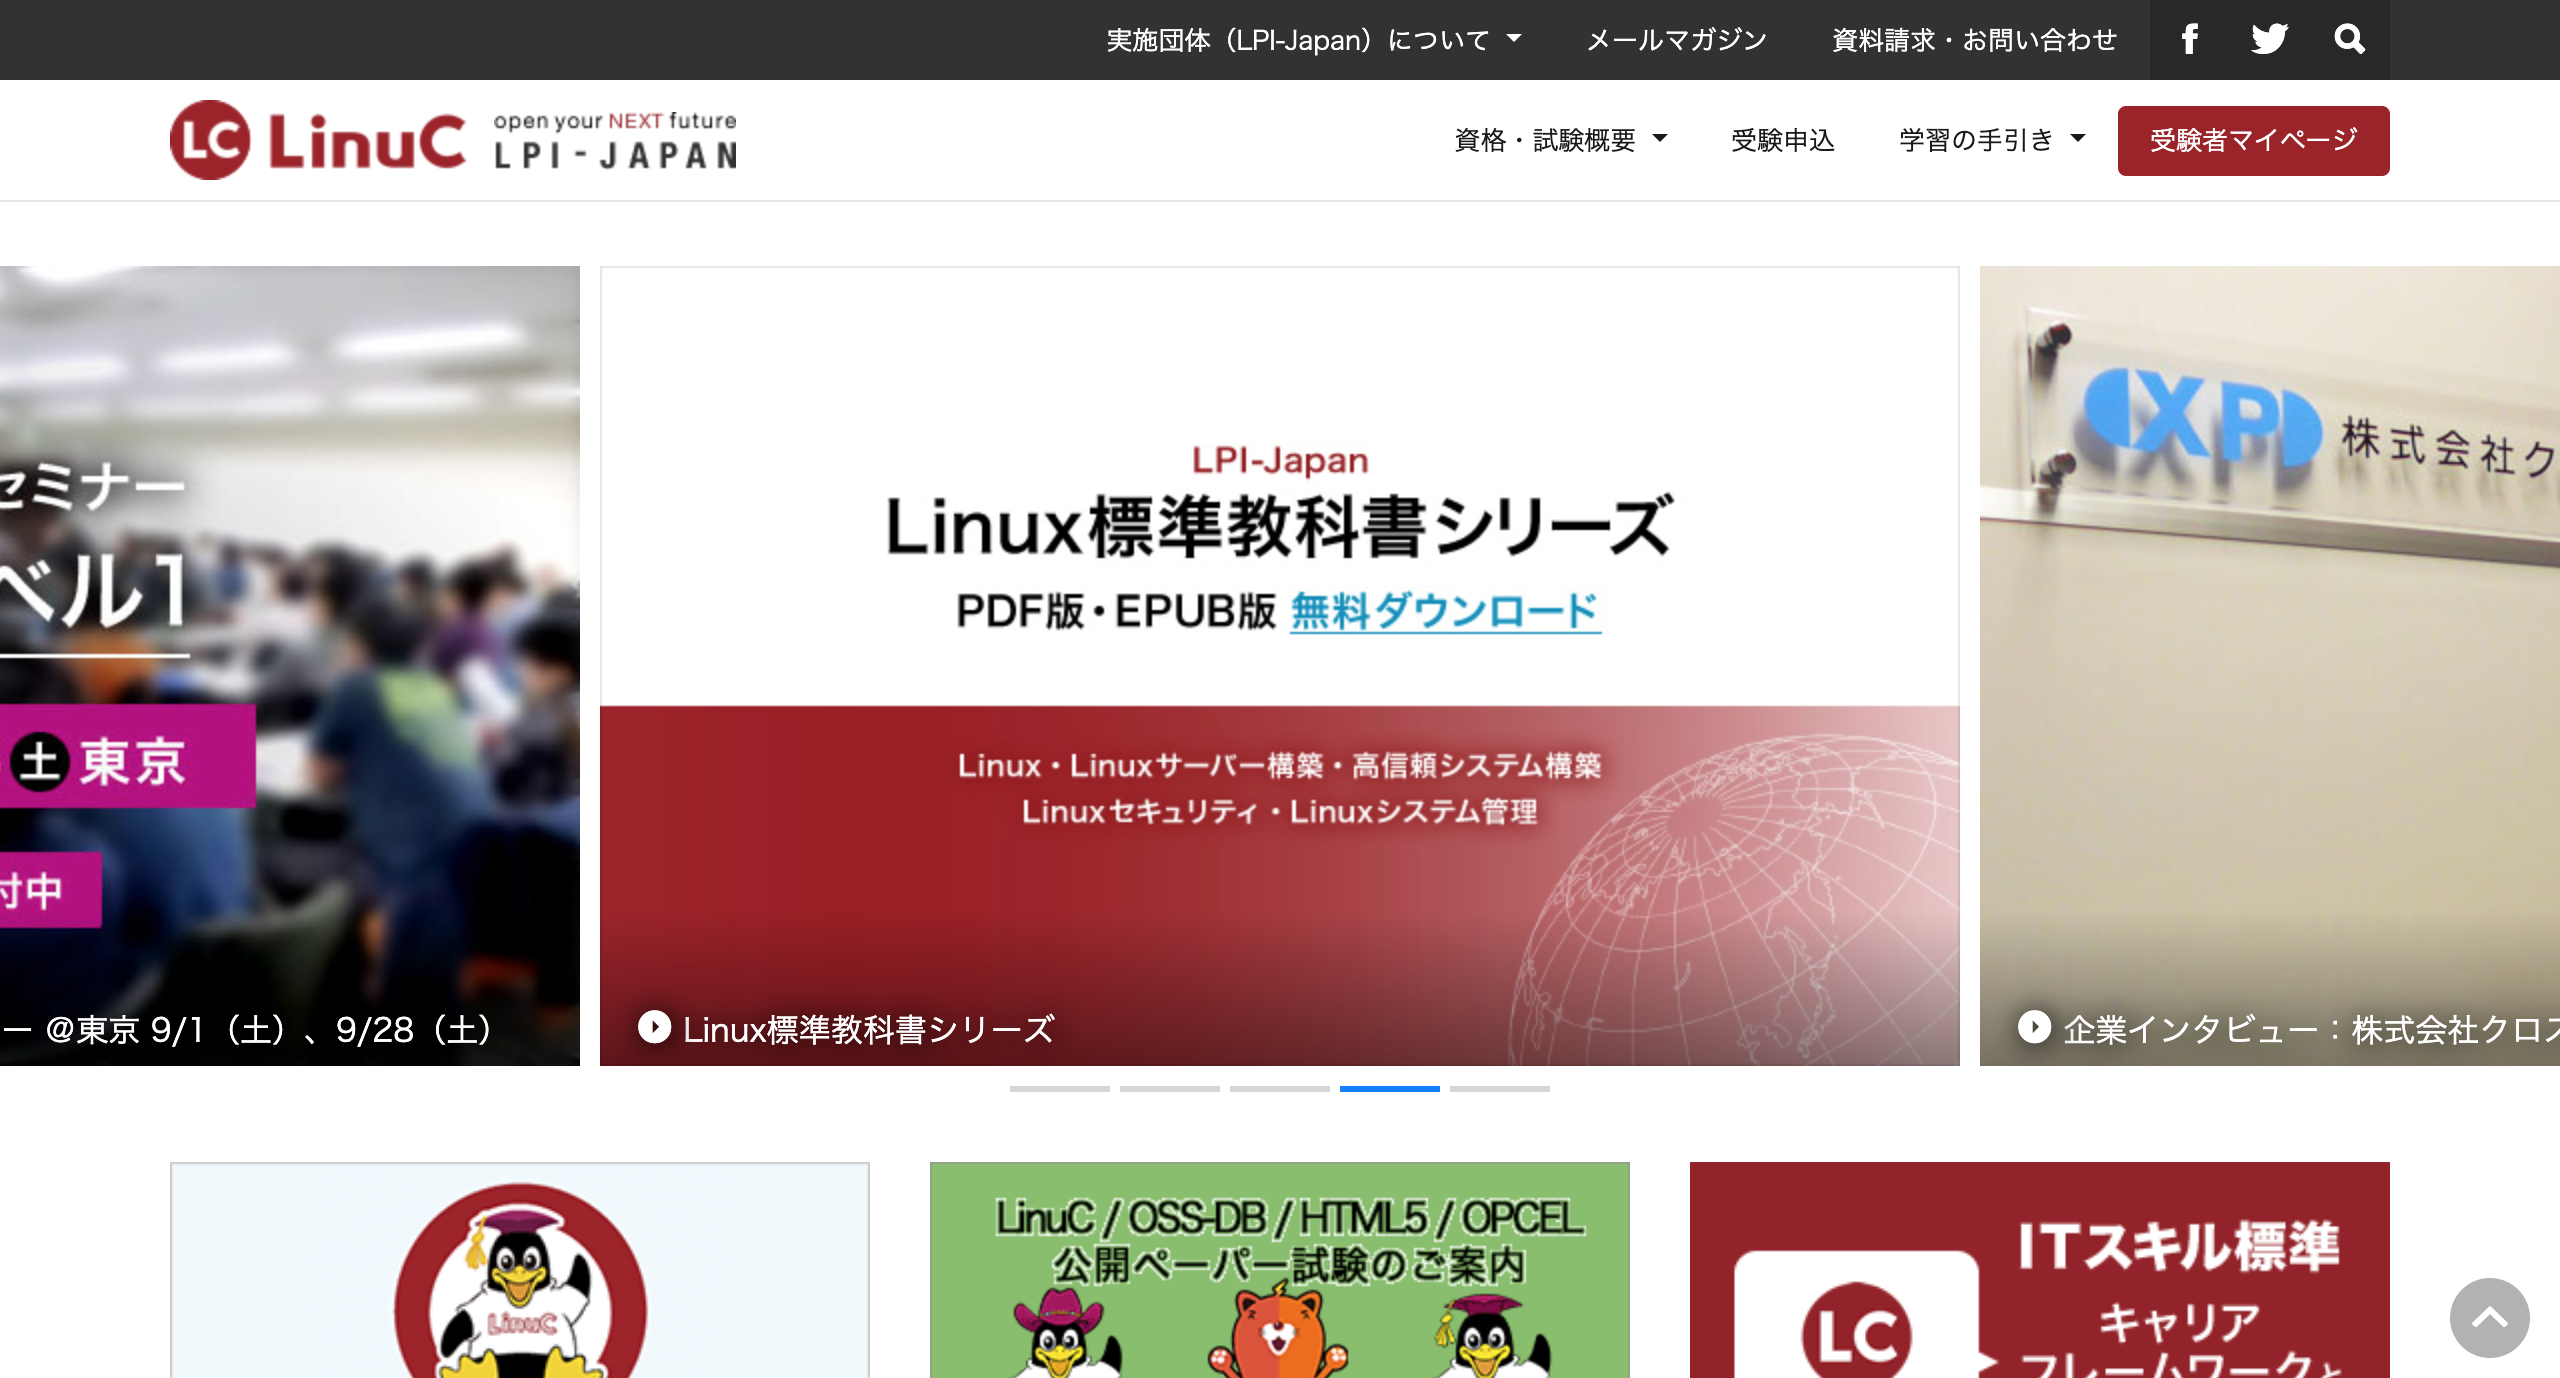 実施団体（LPI-Japan）について
メールマガジン
資料請求・お問い合わせ
LC LinuC
open your NEXT future
LPI-JAPAN
資格・試験概要
受験申込
学習の手引き
受験者マイページ
セミナー
ベル1
土 東京
付中
ー @東京 9/1（土）、9/28（土）
LPI-Japan
Linux標準教科書シリーズ
PDF版・EPUB版 無料ダウンロード
Linux・Linuxサーバー構築・高信頼システム構築
Linuxセキュリティ・Linuxシステム管理
Linux標準教科書シリーズ
XP 株式会社ク
企業インタビュー：株式会社クロス
LinuC
LinuC / OSS-DB / HTML5 / OPCEL
公開ペーパー試験のご案内
LC
ITスキル標準
キャリア
フレームワークと